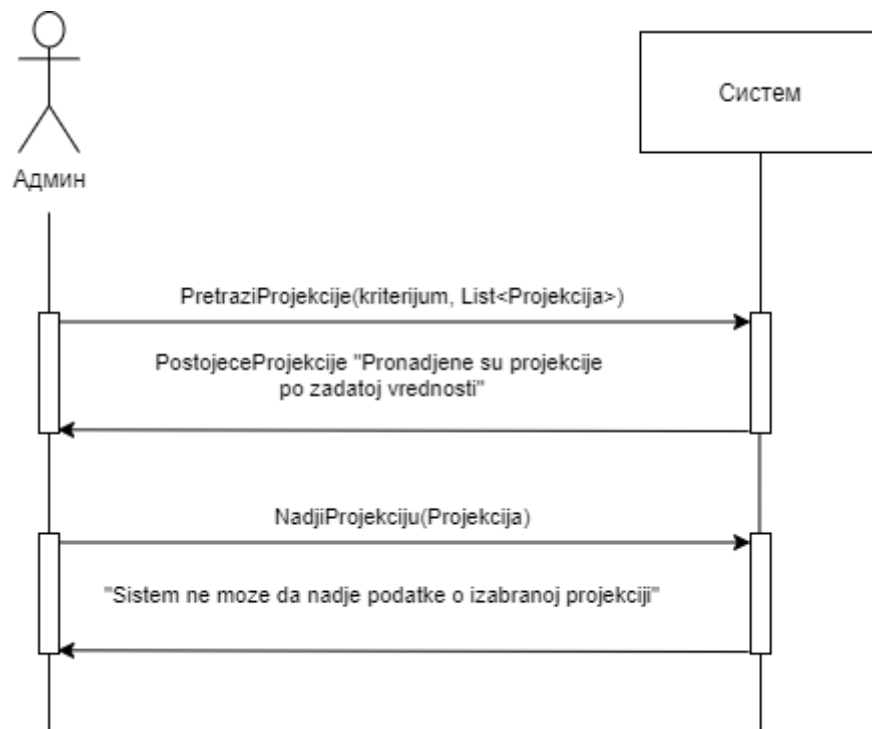 Систем
Админ
PretraziProjekcije(kriterijum, List<Projekcija>)
PostojeceProjekcije "Pronadjene su projekcije
po zadatoj vrednosti"
NadjiProjekciju(Projekcija)
"Sistem ne moze da nadje podatke o izabranoj projekciji"